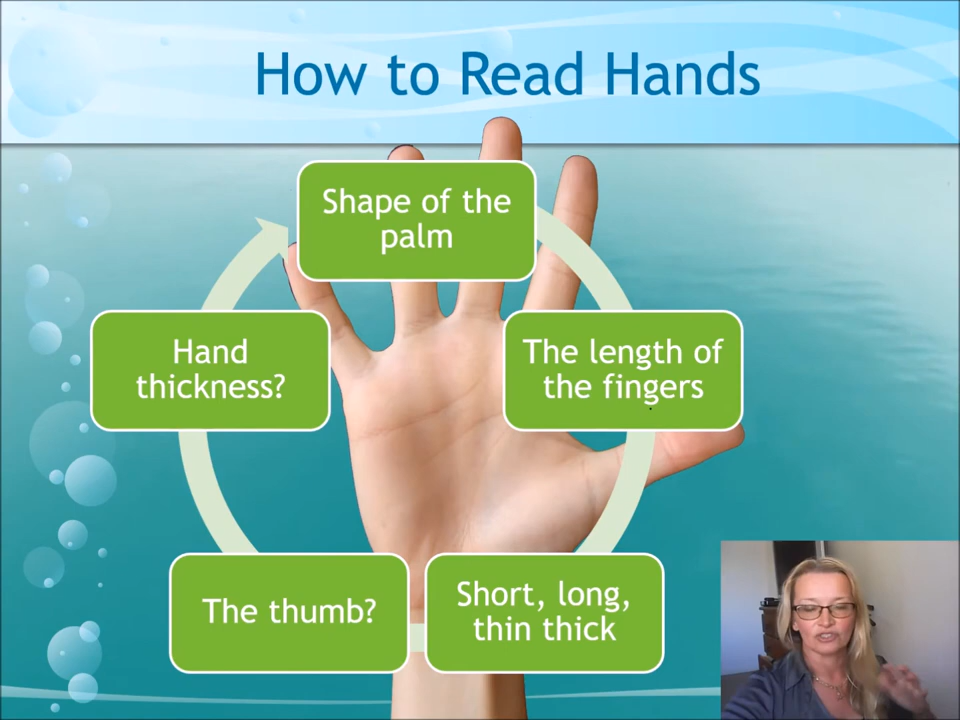 How to Read Hands
Shape of the
palm
The length of
the fingers
Short, long,
thin thick
The thumb?
Hand
thickness?